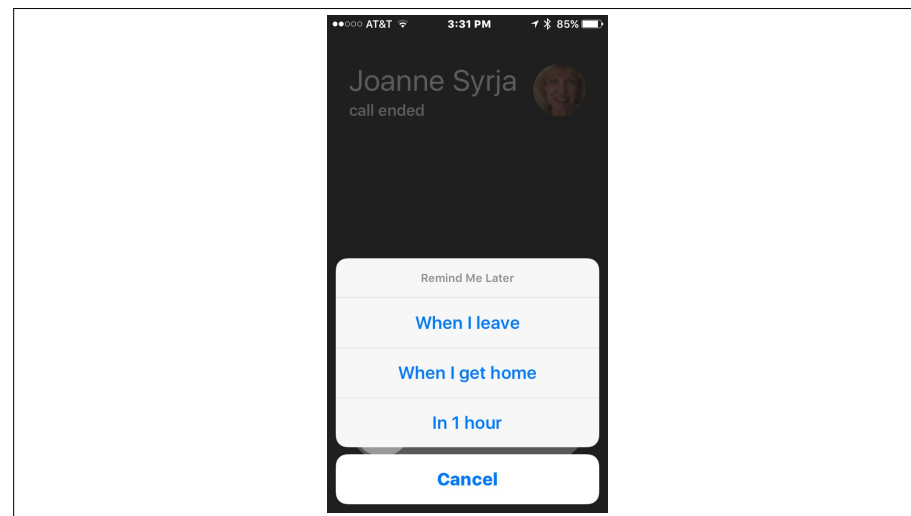 AT&T 3:31 PM 85%
Joanne Syrja
call ended
Remind Me Later
When I leave
When I get home
In 1 hour
Cancel